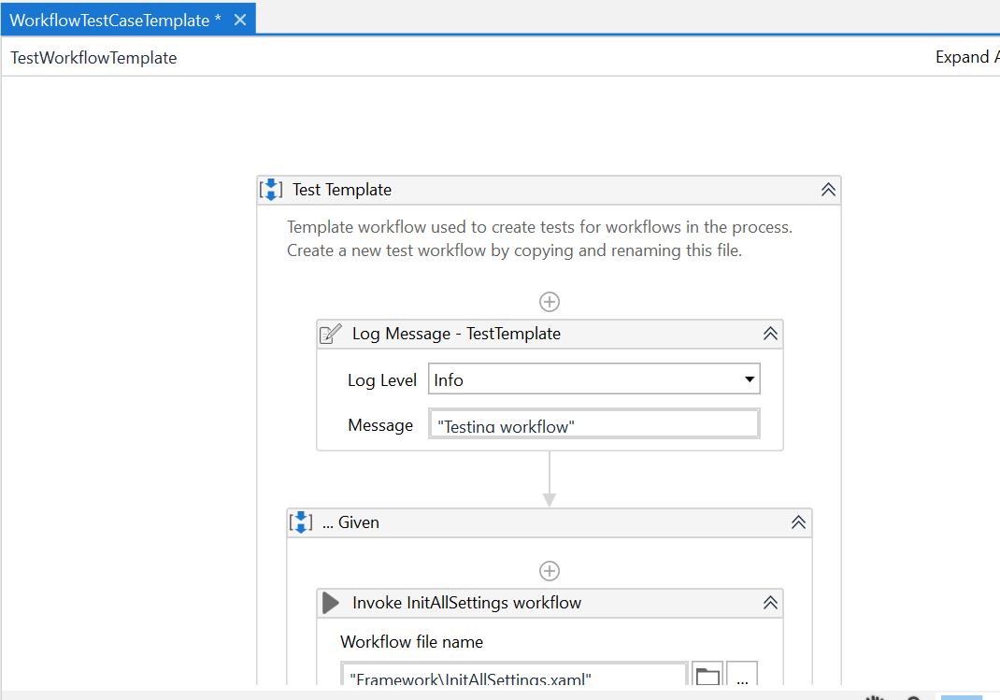 WorkflowTestCaseTemplate *
TestWorkflowTemplate
Expand A
Test Template
Template workflow used to create tests for workflows in the process.
Create a new test workflow by copying and renaming this file.
Log Message - TestTemplate
Log Level Info
Message "Testing workflow"
... Given
Invoke InitAllSettings workflow
Workflow file name
"Framework\InitAllSettings.xaml" ...